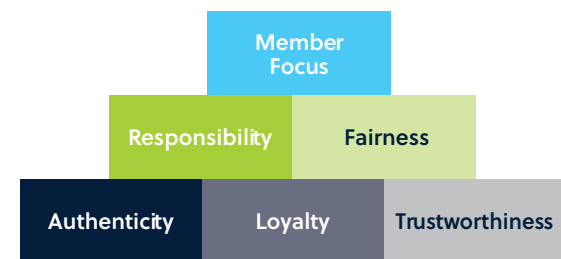 Member
Focus
Responsibility
Fairness
Authenticity
Loyalty
Trustworthiness